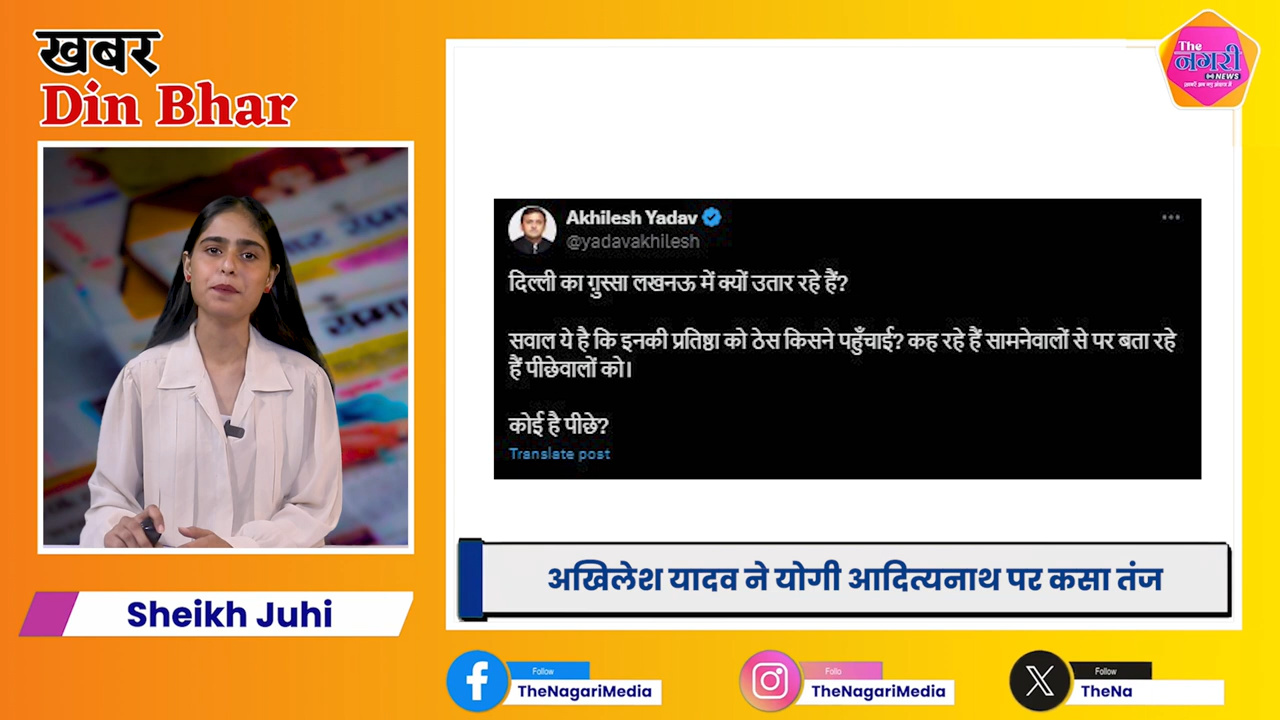 खबर
Din Bhar
The
नगरी
NEWS
Akhilesh Yadav
@yadavakhilesh
दिल्ली का ग़ुस्सा लखनऊ में क्यों उतार रहे हैं?
सवाल ये है कि इनकी प्रतिष्ठा को ठेस किसने पहुँचाई? कह रहे हैं सामनेवालों से पर बता रहे
हैं पीछेवालों को।
कोई है पीछे?
Translate post
अखिलेश यादव ने योगी आदित्यनाथ पर कसा तंज
Sheikh Juhi
Follow
TheNagariMedia
Follo
TheNagariMedia
Follow
TheNa